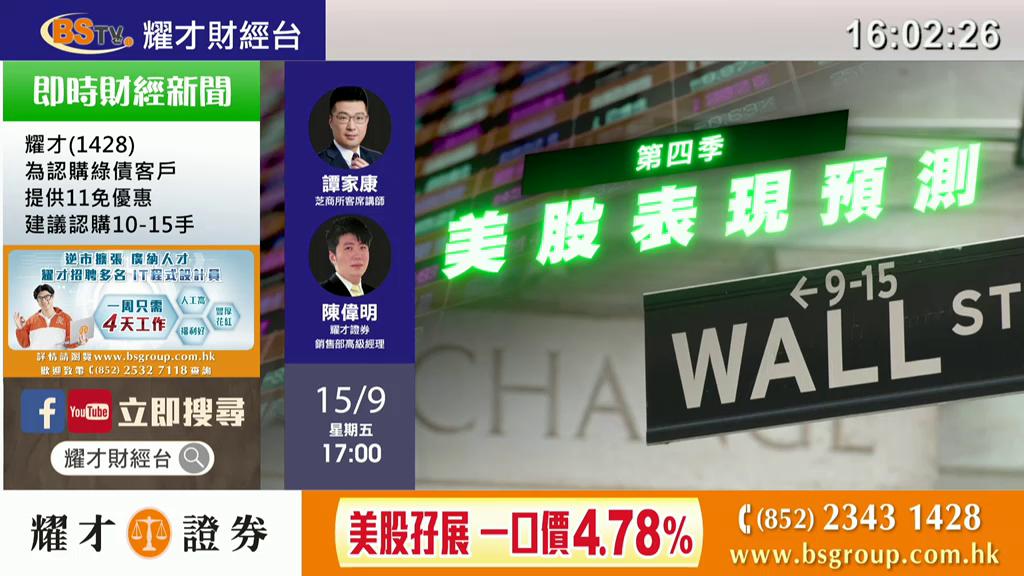 BSTV 耀才財經台
16:02:26
即時財經新聞
耀才(1428)
為認購綠債客戶
提供11免優惠
建議認購10-15手
逆市擴張 廣納人才
耀才招聘多名 IT程式設計員
一周只需
4天工作
人工高
福利好
豐厚
花紅
詳情請瀏覽www.bsgroup.com.hk
歡迎致電 (852) 2532 7118 查詢
f YouTube 立即搜尋
耀才財經台
譚家康
芝商所客席講師
陳偉明
耀才證券
銷售部高級經理
15/9
星期五
17:00
第四季
美股表現預測
←9-15
WALL ST
CHANGE
耀才證券
美股孖展 一口價4.78%
(852) 2343 1428
www.bsgroup.com.hk